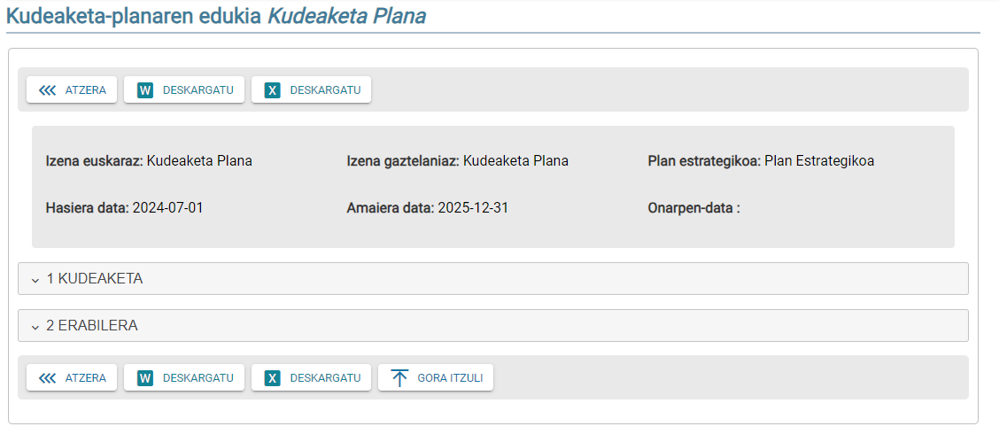 Kudeaketa-planaren edukia Kudeaketa Plana
ATZERA DESKARGATU DESKARGATU
Izena euskaraz: Kudeaketa Plana Izena gaztelaniaz: Kudeaketa Plana Plan estrategikoa: Plan Estrategikoa
Hasiera data: 2024-07-01 Amaiera data: 2025-12-31 Onarpen-data :
1 KUDEAKETA
2 ERABILERA
ATZERA DESKARGATU DESKARGATU GORA ITZULI